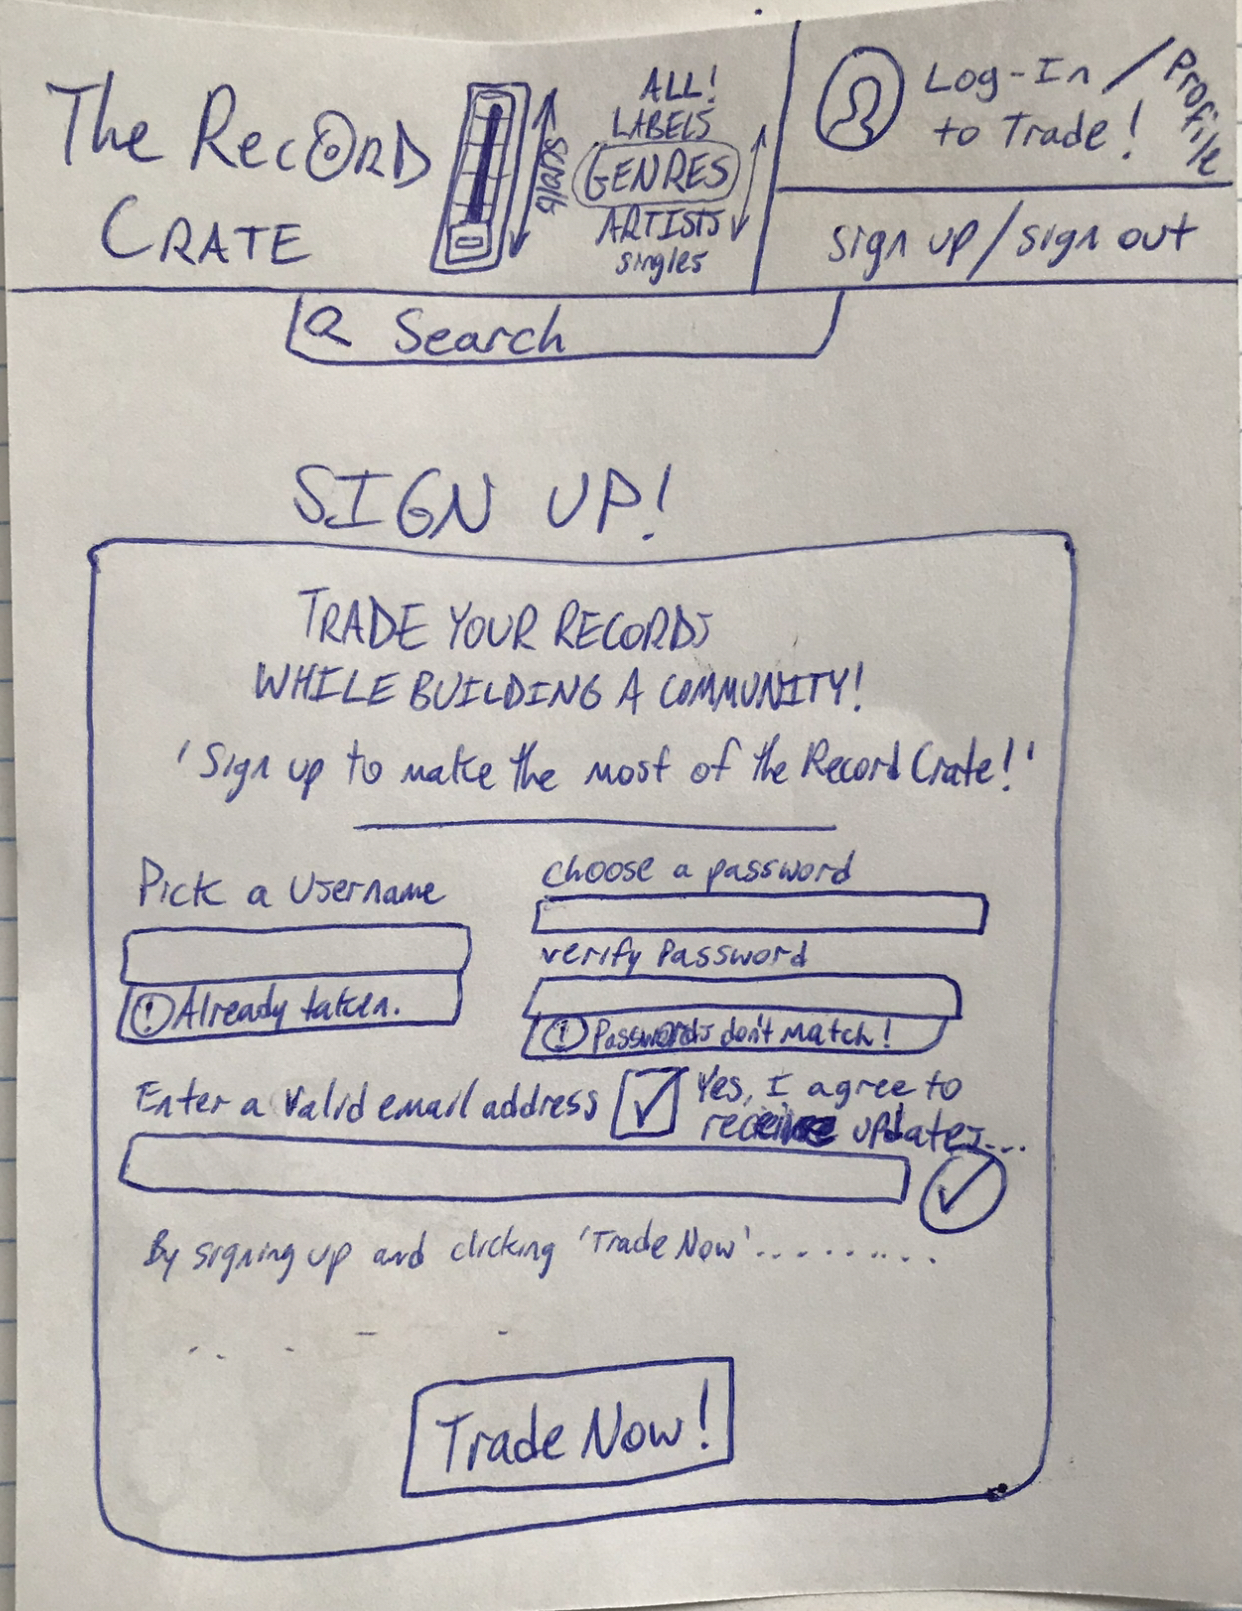 The Record
Crate
scroll
ALL!
LABELS
GENRES
ARTISTS
singles
Log-In / Profile
to Trade!
sign up / sign out
Search
SIGN UP!
TRADE YOUR RECORDS
WHILE BUILDING A COMMUNITY!
'Sign up to make the most of the Record Crate!'
Pick a Username
! Already taken.
choose a password
verify Password
! Passwords don't match!
Enter a valid email address
Yes, I agree to
receive updates...
By signing up and clicking 'Trade Now'..........
Trade Now!